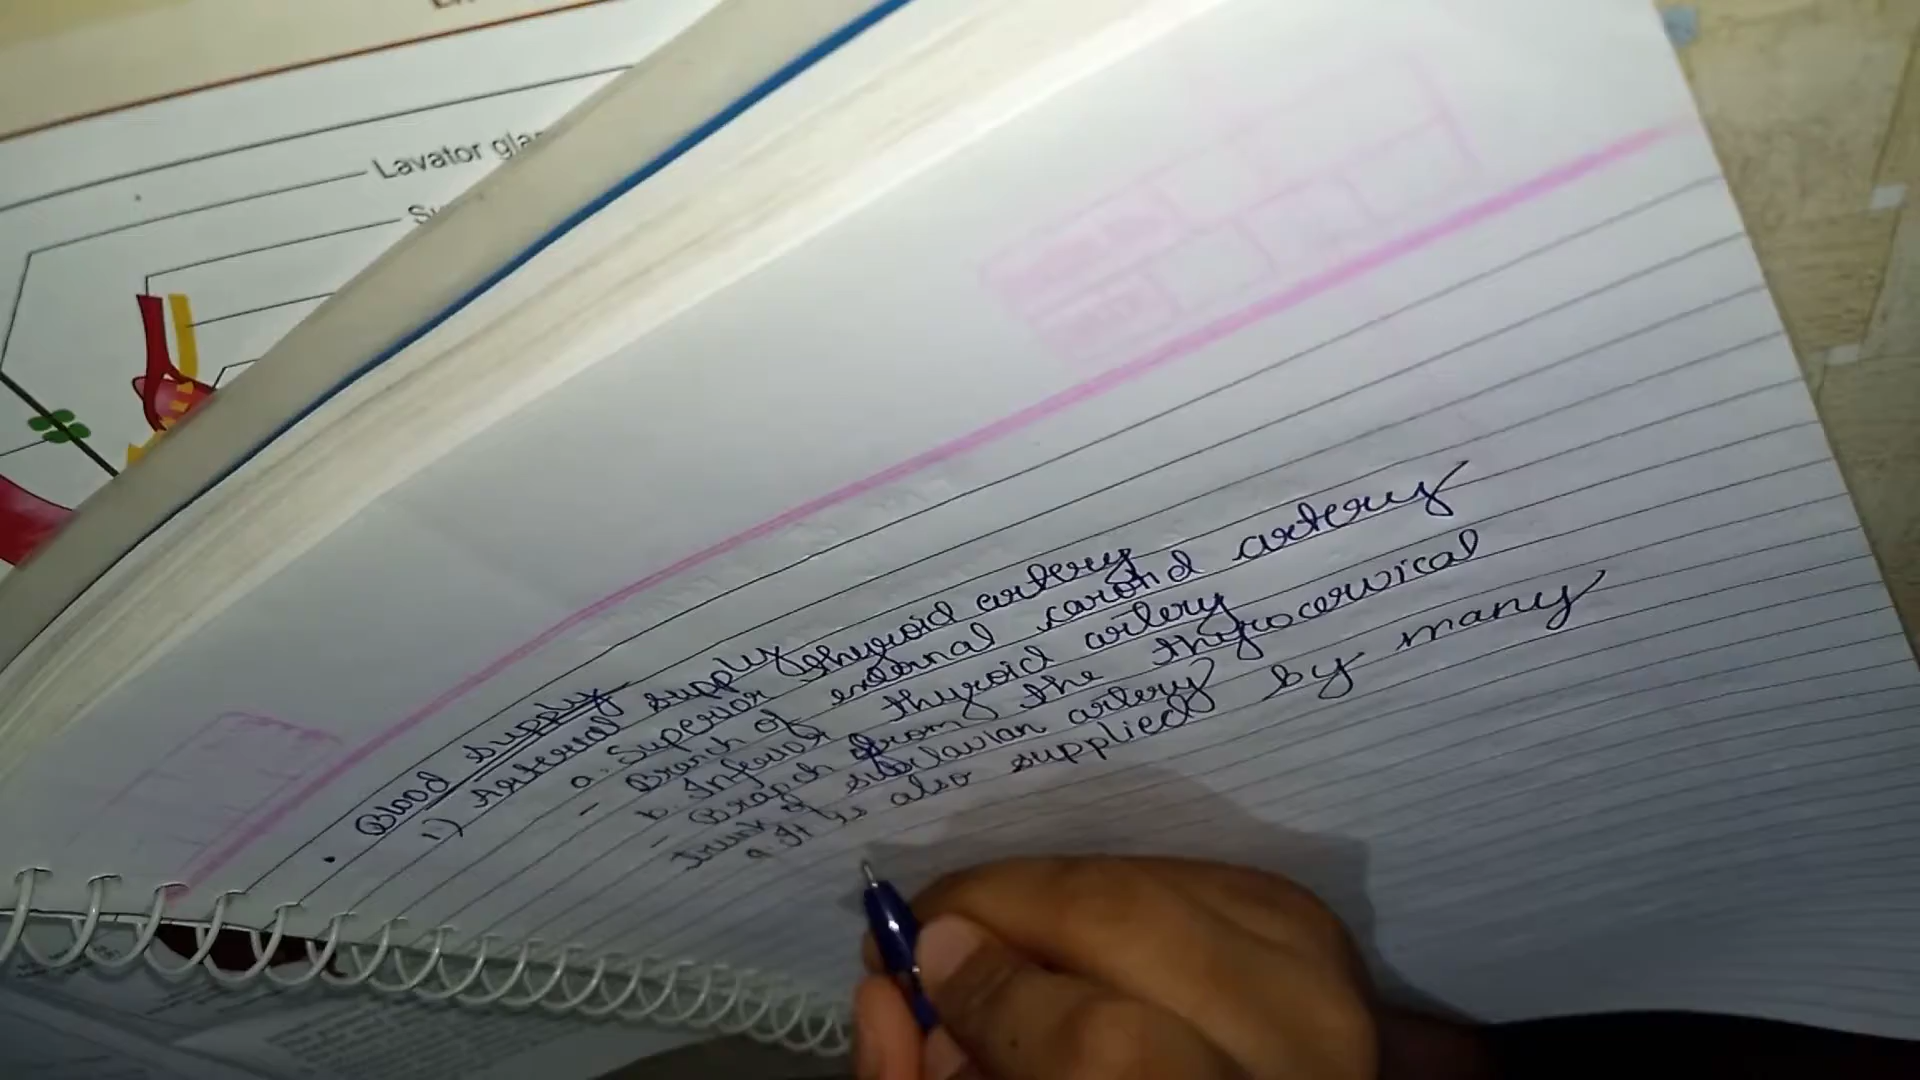 Lavator gla
Su
• Blood supply
1.) Arterial supply
a. Superior thyroid artery
– Branch of external carotid artery
b. Inferior thyroid artery
– Branch from the thyrocervical
trunk of subclavian artery
a. It is also supplied by many